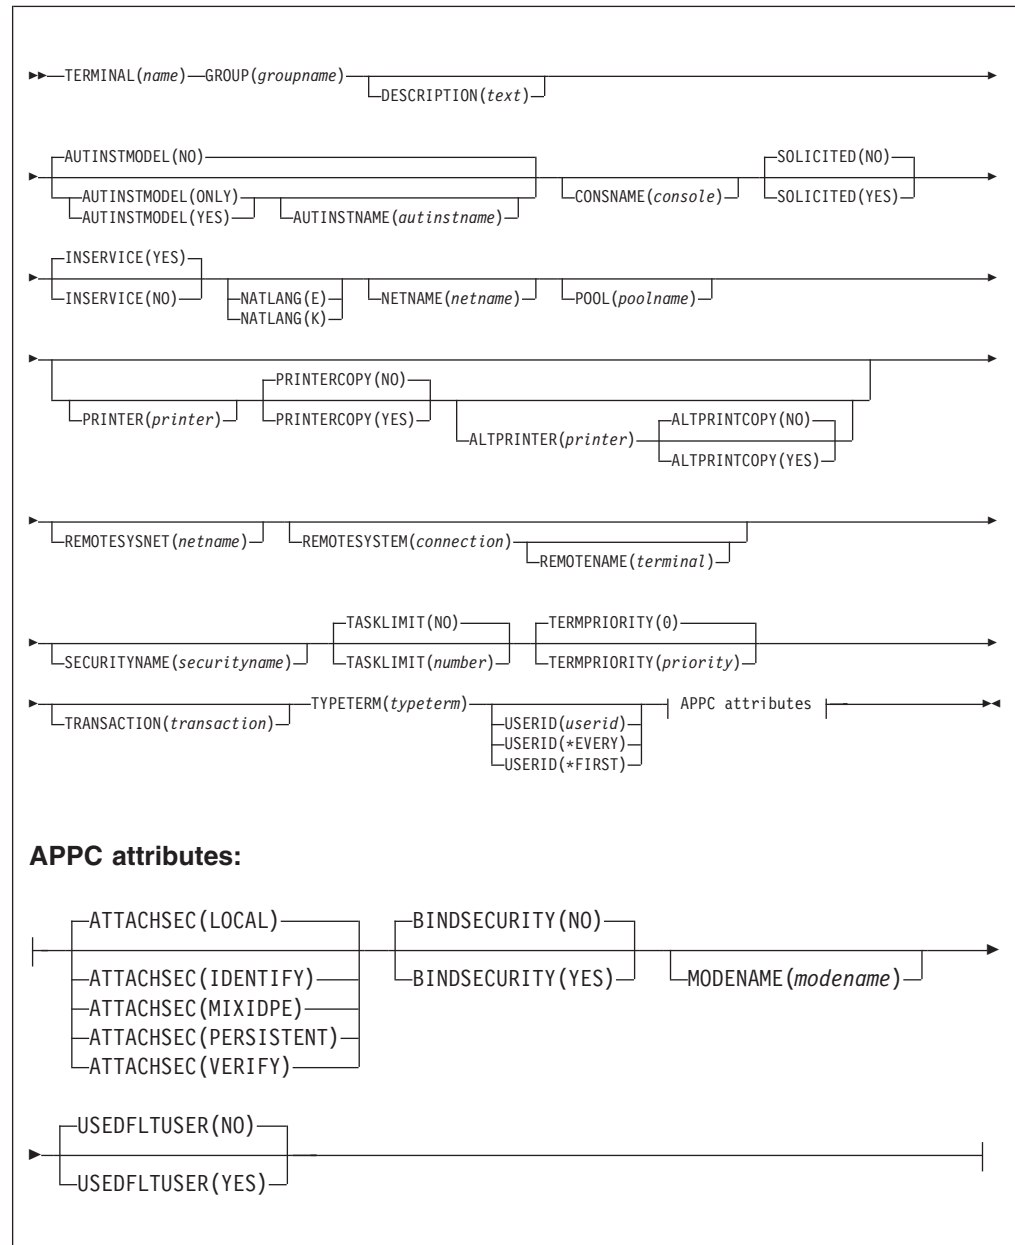 TERMINAL(name) GROUP(groupname)
DESCRIPTION(text)
AUTINSTMODEL(NO) SOLICITED(NO)
AUTINSTMODEL(ONLY) CONSNAME(console) SOLICITED(YES)
AUTINSTMODEL(YES) AUTINSTNAME(autinstname)
INSERVICE(YES)
INSERVICE(NO) NATLANG(E) NETNAME(netname) POOL(poolname)
NATLANG(K)
PRINTERCOPY(NO)
PRINTER(printer) PRINTERCOPY(YES) ALTPRINTCOPY(NO)
ALTPRINTER(printer)
ALTPRINTCOPY(YES)
REMOTESYSNET(netname) REMOTESYSTEM(connection)
REMOTENAME(terminal)
TASKLIMIT(NO) TERMPRIORITY(0)
SECURITYNAME(securityname) TASKLIMIT(number) TERMPRIORITY(priority)
TYPETERM(typeterm) APPC attributes
TRANSACTION(transaction) USERID(userid)
USERID(*EVERY)
USERID(*FIRST)
APPC attributes:
ATTACHSEC(LOCAL) BINDSECURITY(NO)
ATTACHSEC(IDENTIFY) BINDSECURITY(YES) MODENAME(modename)
ATTACHSEC(MIXIDPE)
ATTACHSEC(PERSISTENT)
ATTACHSEC(VERIFY)
USEDFLTUSER(NO)
USEDFLTUSER(YES)